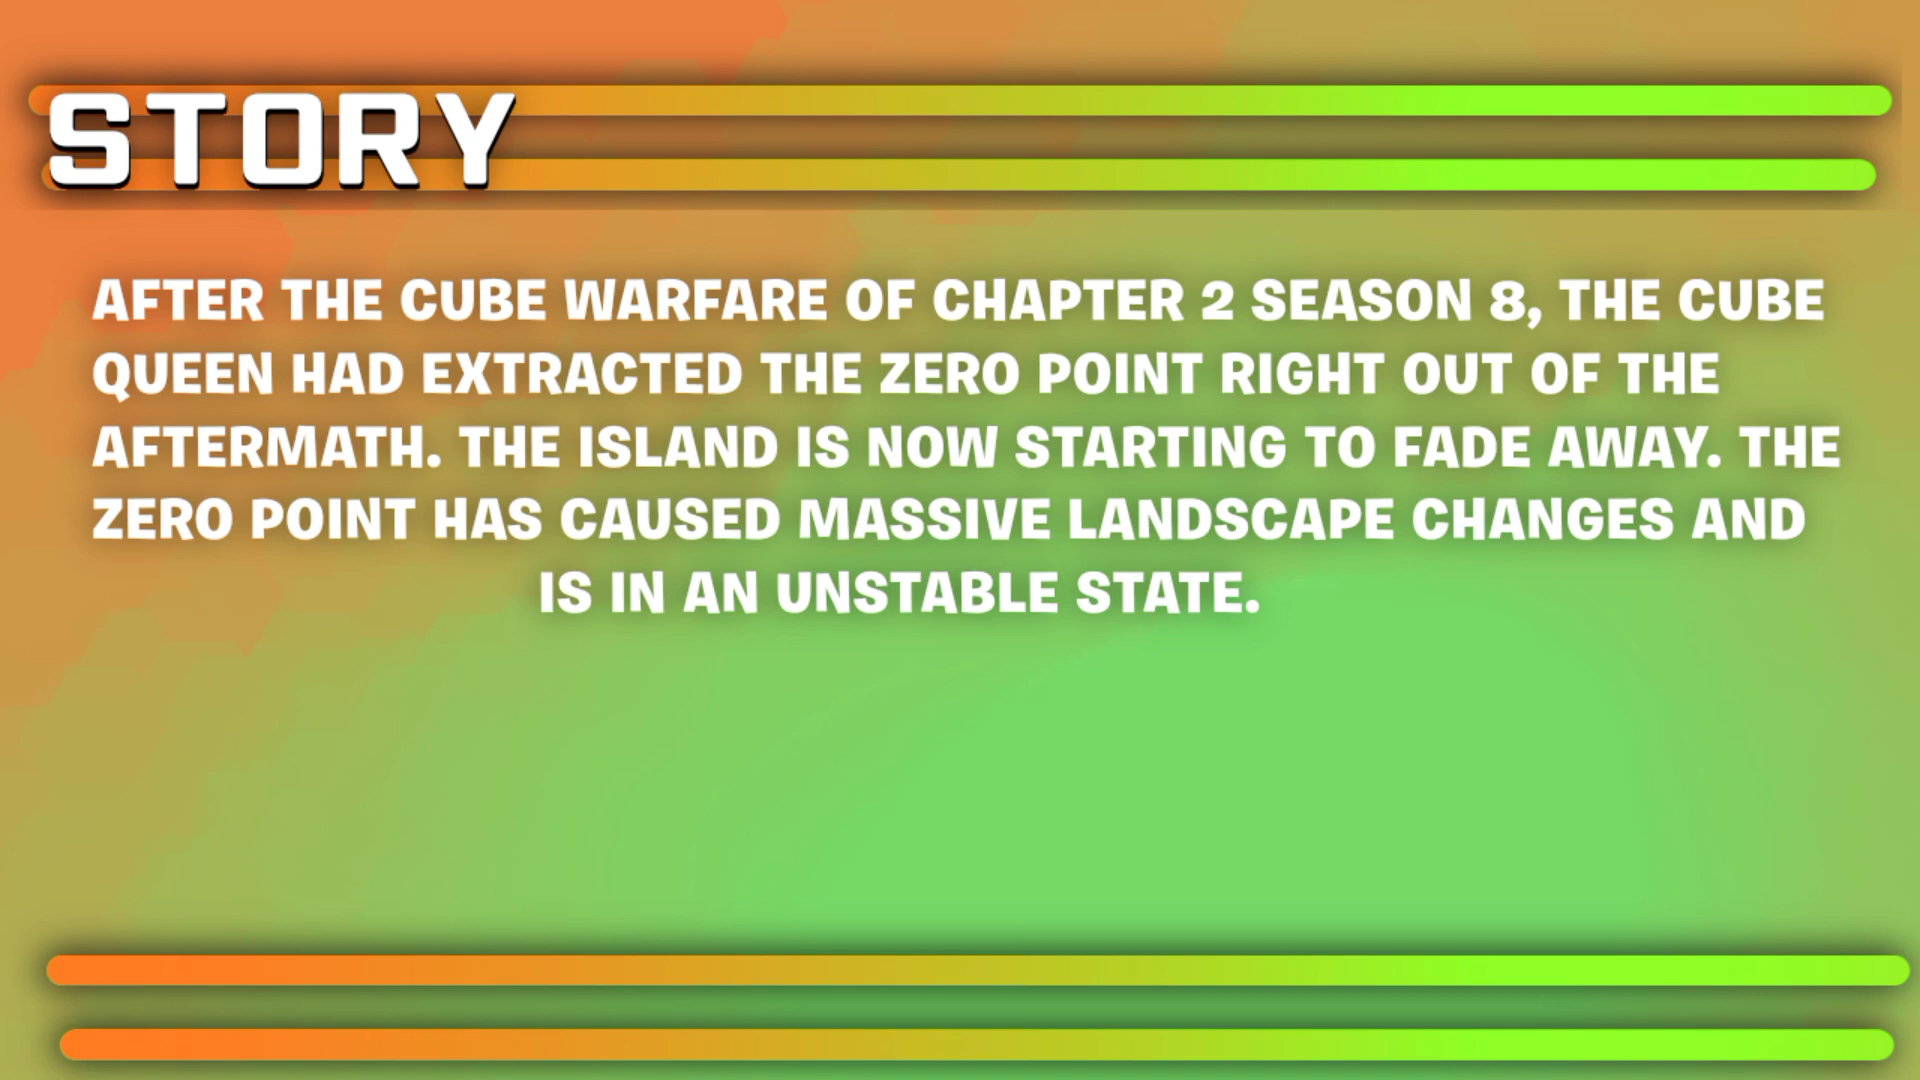 STORY
AFTER THE CUBE WARFARE OF CHAPTER 2 SEASON 8, THE CUBE
QUEEN HAD EXTRACTED THE ZERO POINT RIGHT OUT OF THE
AFTERMATH. THE ISLAND IS NOW STARTING TO FADE AWAY. THE
ZERO POINT HAS CAUSED MASSIVE LANDSCAPE CHANGES AND
IS IN AN UNSTABLE STATE.